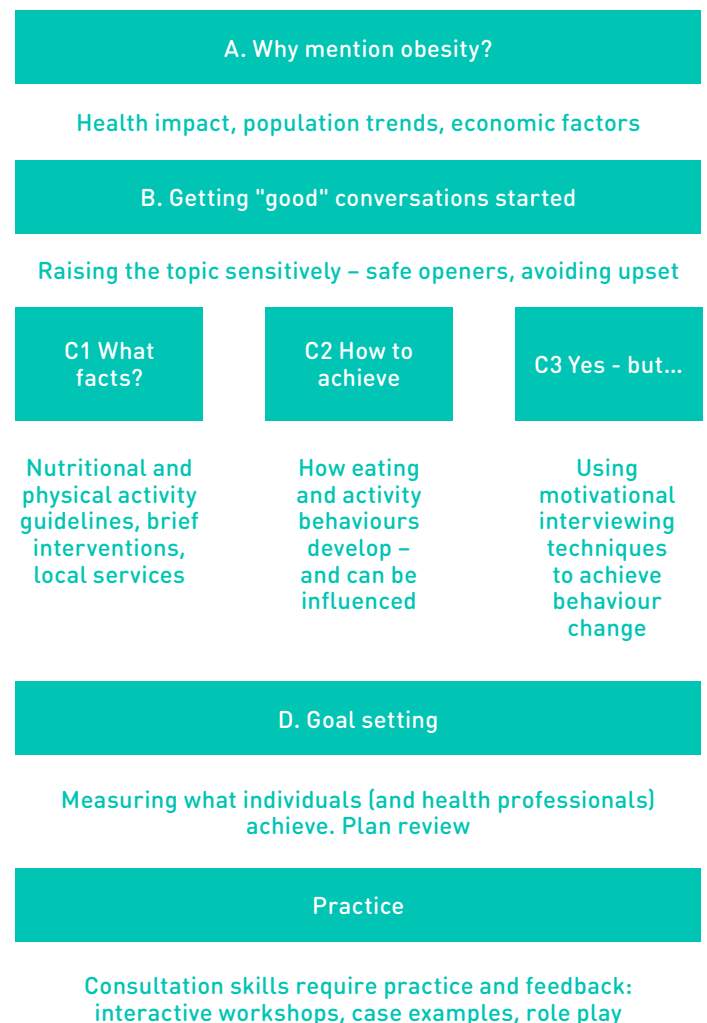 A. Why mention obesity?
Health impact, population trends, economic factors
B. Getting "good" conversations started
Raising the topic sensitively – safe openers, avoiding upset
C1 What
facts?
Nutritional and
physical activity
guidelines, brief
interventions,
local services
C2 How to
achieve
How eating
and activity
behaviours
develop –
and can be
influenced
C3 Yes - but...
Using
motivational
interviewing
techniques
to achieve
behaviour
change
D. Goal setting
Measuring what individuals (and health professionals)
achieve. Plan review
Practice
Consultation skills require practice and feedback:
interactive workshops, case examples, role play